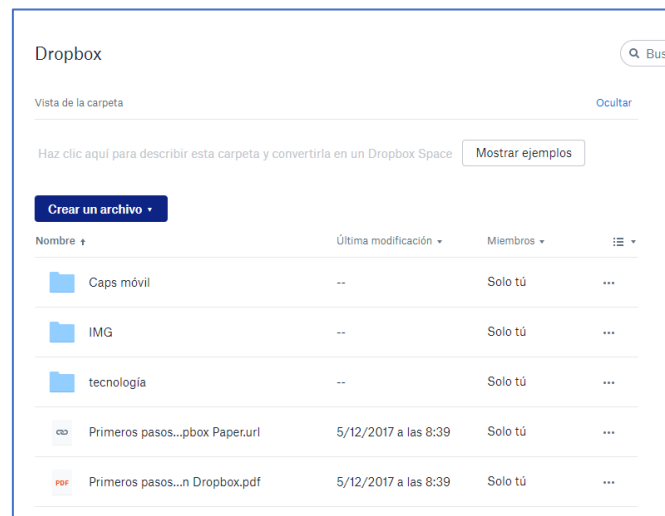 Dropbox
Bus
Vista de la carpeta Ocultar
Haz clic aquí para describir esta carpeta y convertirla en un Dropbox Space Mostrar ejemplos
Crear un archivo
Nombre Última modificación Miembros
Caps móvil -- Solo tú ...
IMG -- Solo tú ...
tecnología -- Solo tú ...
Primeros pasos...pbox Paper.url 5/12/2017 a las 8:39 Solo tú ...
PDF Primeros pasos...n Dropbox.pdf 5/12/2017 a las 8:39 Solo tú ...